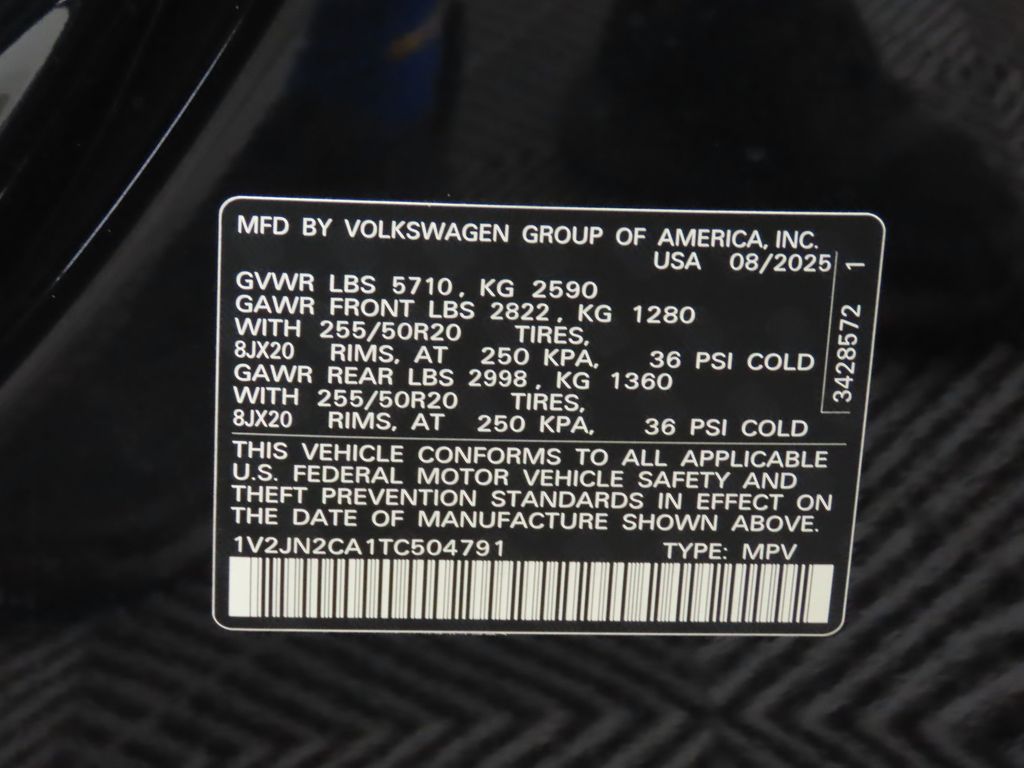 MFD BY VOLKSWAGEN GROUP OF AMERICA, INC.
USA 08/2025
GVWR LBS 5710, KG 2590
GAWR FRONT LBS 2822, KG 1280
WITH 255/50R20 TIRES,
8JX20 RIMS, AT 250 KPA, 36 PSI COLD
GAWR REAR LBS 2998, KG 1360
WITH 255/50R20 TIRES,
8JX20 RIMS, AT 250 KPA, 36 PSI COLD
3428572 1
THIS VEHICLE CONFORMS TO ALL APPLICABLE
U.S. FEDERAL MOTOR VEHICLE SAFETY AND
THEFT PREVENTION STANDARDS IN EFFECT ON
THE DATE OF MANUFACTURE SHOWN ABOVE.
1V2JN2CA1TC504791 TYPE: MPV